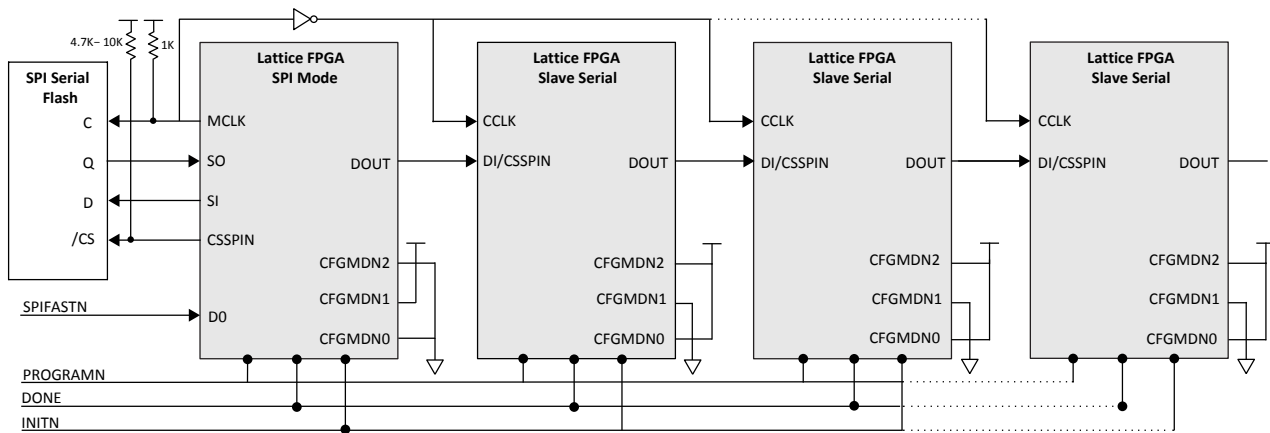 4.7K– 10K
1K
SPI Serial
Flash
C
Q
D
/CS
Lattice FPGA
SPI Mode
MCLK
SO
DOUT
SI
CSSPIN
CFGMDN2
CFGMDN1
D0
CFGMDN0
Lattice FPGA
Slave Serial
CCLK
DI/CSSPIN
DOUT
CFGMDN2
CFGMDN1
CFGMDN0
Lattice FPGA
Slave Serial
CCLK
DI/CSSPIN
DOUT
CFGMDN2
CFGMDN1
CFGMDN0
Lattice FPGA
Slave Serial
CCLK
DI/CSSPIN
DOUT
CFGMDN2
CFGMDN1
CFGMDN0
SPIFASTN
PROGRAMN
DONE
INITN